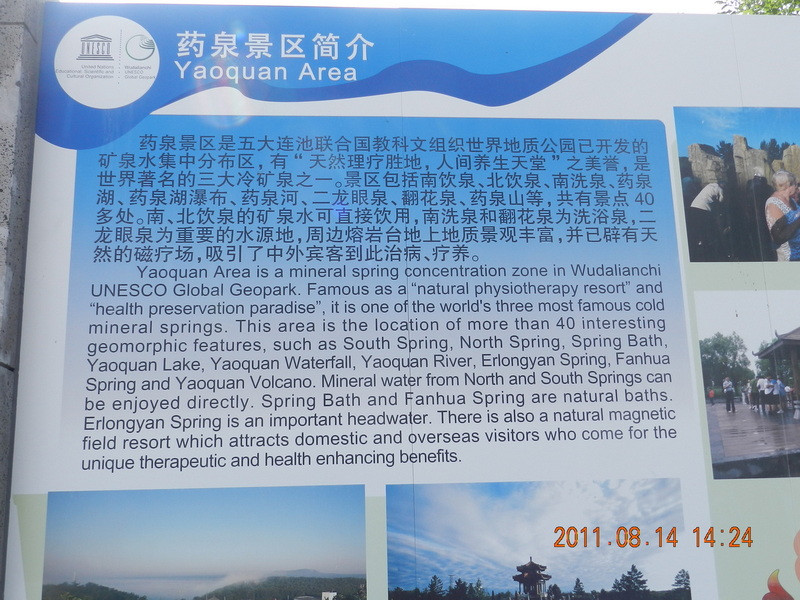 UNESCO
United Nations
Educational, Scientific and
Cultural Organization
Wudalianchi
UNESCO
Global Geopark
药泉景区简介
Yaoquan Area
药泉景区是五大连池联合国教科文组织世界地质公园已开发的
矿泉水集中分布区，有“天然理疗胜地，人间养生天堂”之美誉，是
世界著名的三大冷矿泉之一。景区包括南饮泉、北饮泉、南洗泉、药泉
湖、药泉湖瀑布、药泉河、二龙眼泉、翻花泉、药泉山等，共有景点 40
多处。南、北饮泉的矿泉水可直接饮用，南洗泉和翻花泉为洗浴泉，二
龙眼泉为重要的水源地，周边熔岩台地上地质景观丰富，并已辟有天
然的磁疗场，吸引了中外宾客到此治病、疗养。
Yaoquan Area is a mineral spring concentration zone in Wudalianchi
UNESCO Global Geopark. Famous as a “natural physiotherapy resort” and
“health preservation paradise”, it is one of the world's three most famous cold
mineral springs. This area is the location of more than 40 interesting
geomorphic features, such as South Spring, North Spring, Spring Bath,
Yaoquan Lake, Yaoquan Waterfall, Yaoquan River, Erlongyan Spring, Fanhua
Spring and Yaoquan Volcano. Mineral water from North and South Springs can
be enjoyed directly. Spring Bath and Fanhua Spring are natural baths.
Erlongyan Spring is an important headwater. There is also a natural magnetic
field resort which attracts domestic and overseas visitors who come for the
unique therapeutic and health enhancing benefits.
2011.08.14 14:24